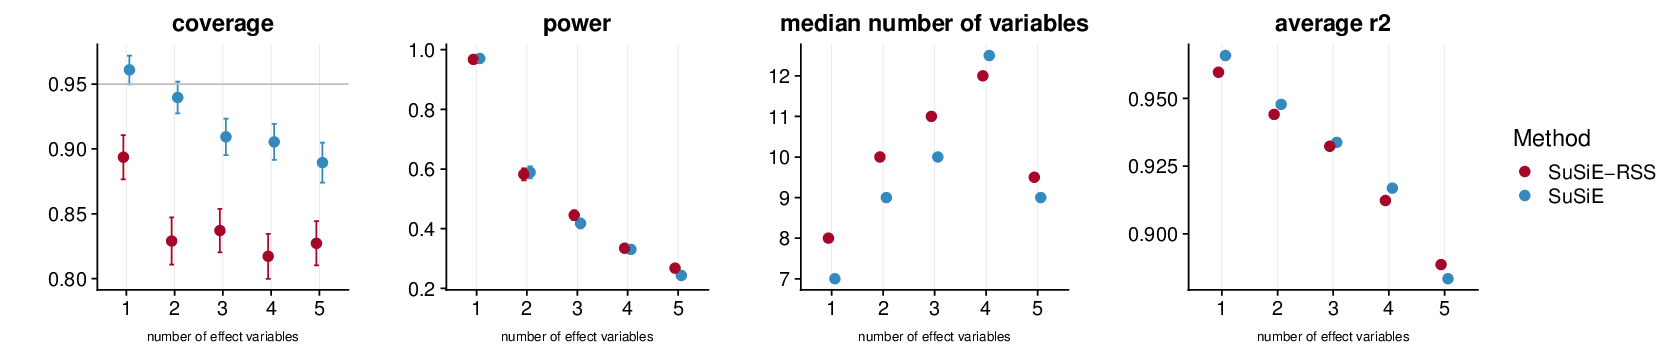 coverage
0.95
0.90
0.85
0.80
1 2 3 4 5
number of effect variables
power
1.0
0.8
0.6
0.4
0.2
1 2 3 4 5
number of effect variables
median number of variables
12
11
10
9
8
7
1 2 3 4 5
number of effect variables
average r2
0.950
0.925
0.900
1 2 3 4 5
number of effect variables
Method
SuSiE−RSS
SuSiE